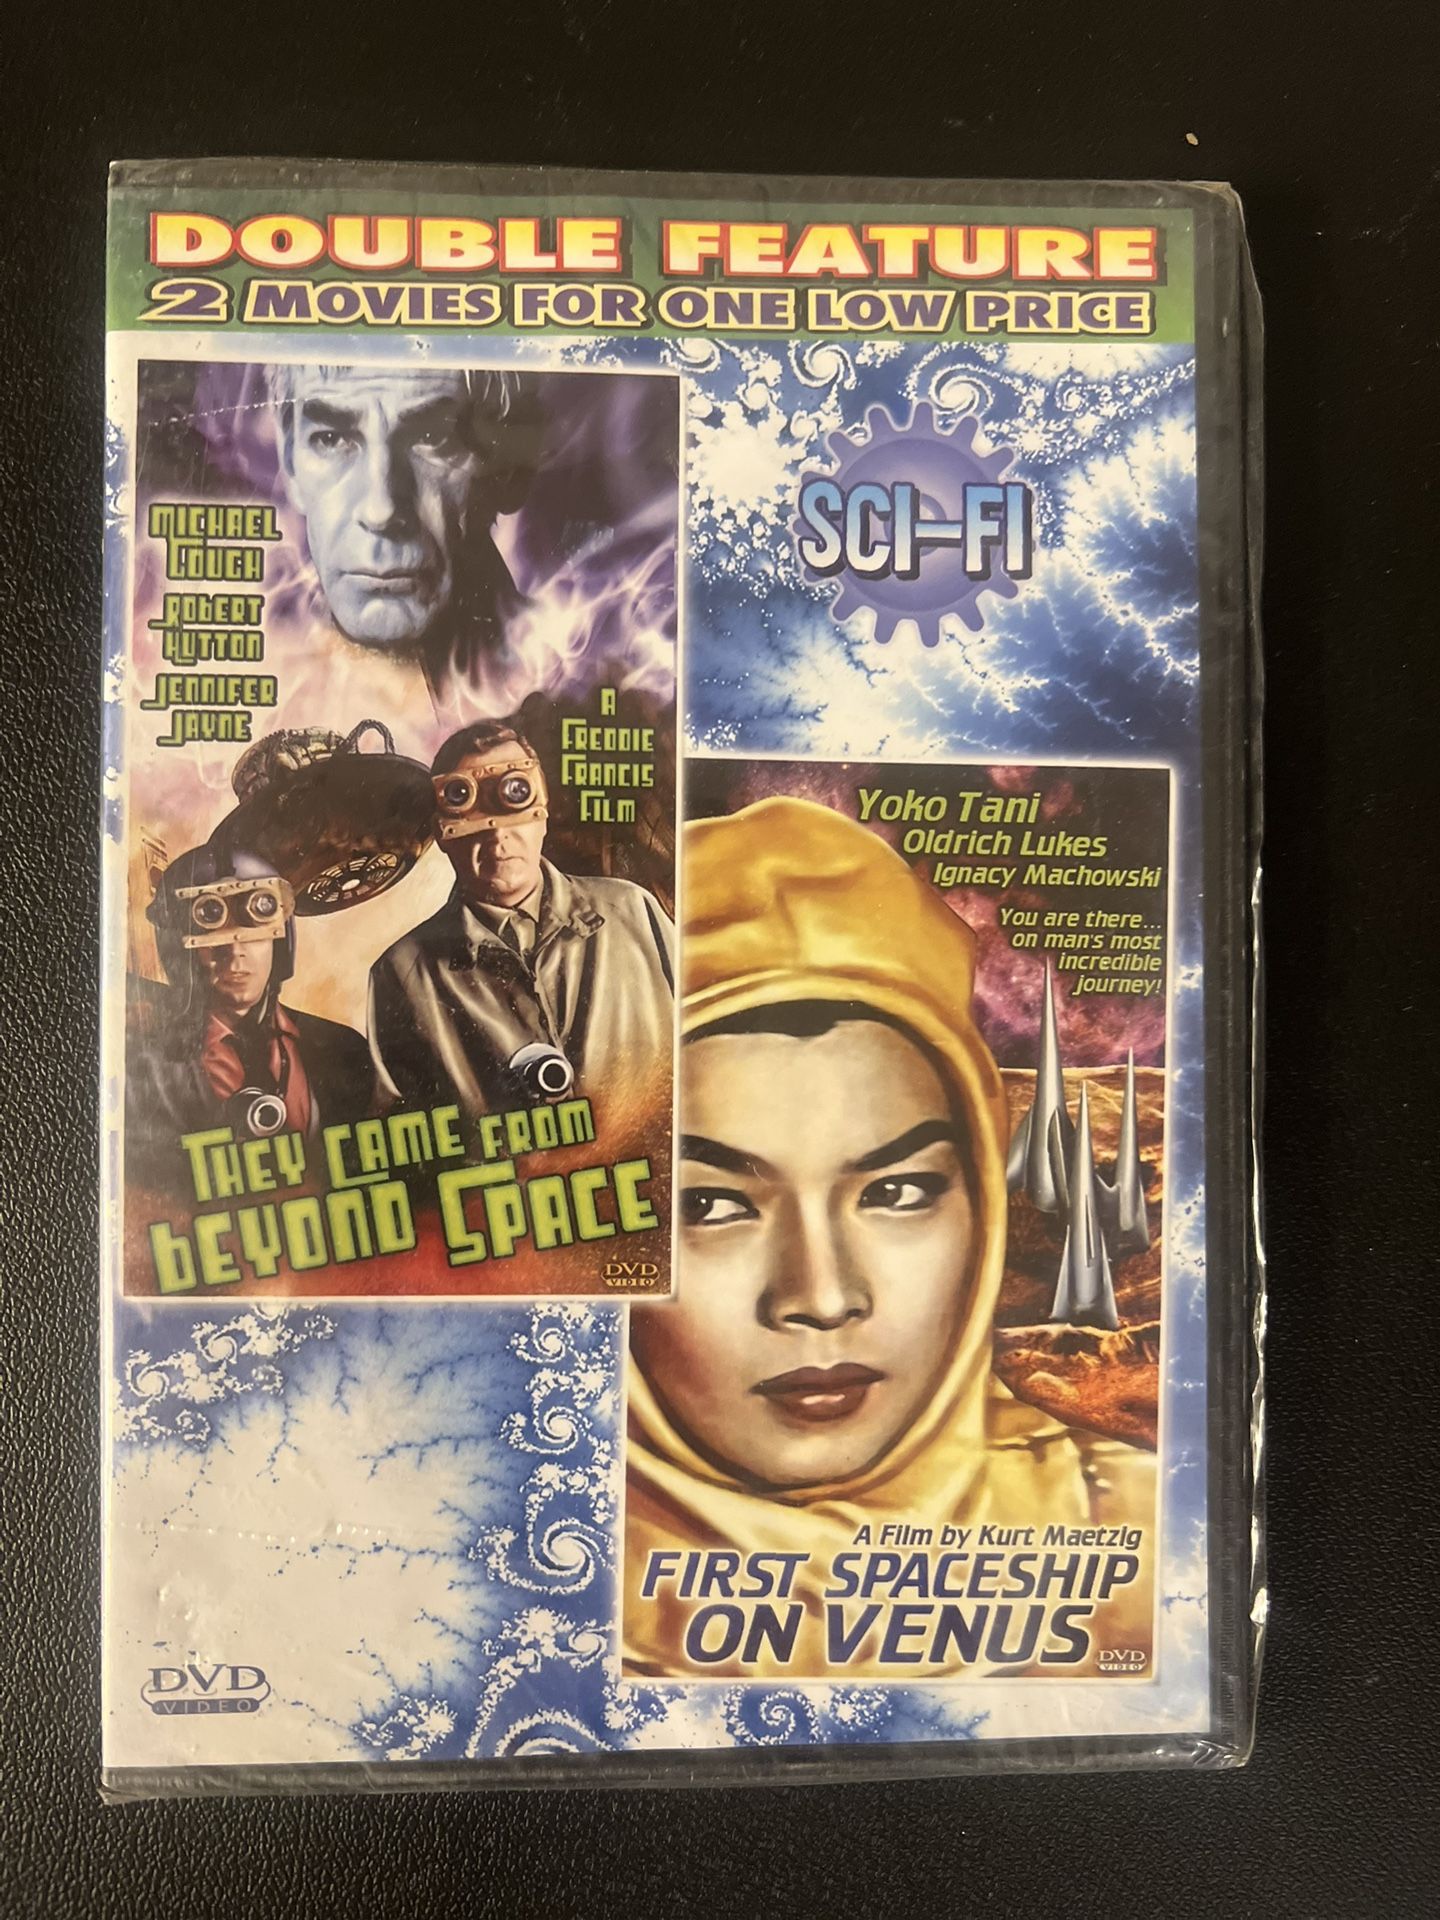 DOUBLE FEATURE
2 MOVIES FOR ONE LOW PRICE
MICHAEL
GOUGH
ROBERT
HUTTON
JENNIFER
JAYNE
A
FREDDIE
FRANCIS
FILM
THEY CAME FROM
BEYOND SPACE
DVD
VIDEO
SCI-FI
Yoko Tani
Oldrich Lukes
Ignacy Machowski
You are there...
on man's most
incredible
journey!
A Film by Kurt Maetzig
FIRST SPACESHIP
ON VENUS
DVD
VIDEO
DVD
VIDEO